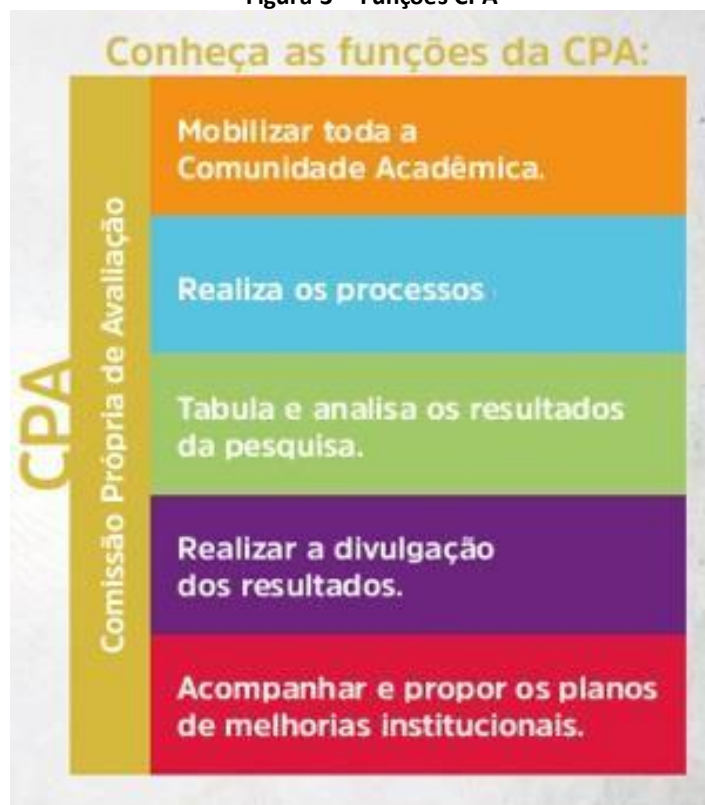 Conheça as funções da CPA:
Mobilizar toda a
Comunidade Acadêmica.
Realiza os processos
Tabula e analisa os resultados
da pesquisa.
Realizar a divulgação
dos resultados.
Acompanhar e propor os planos
de melhorias institucionais.
CPA
Comissão Própria de Avaliação